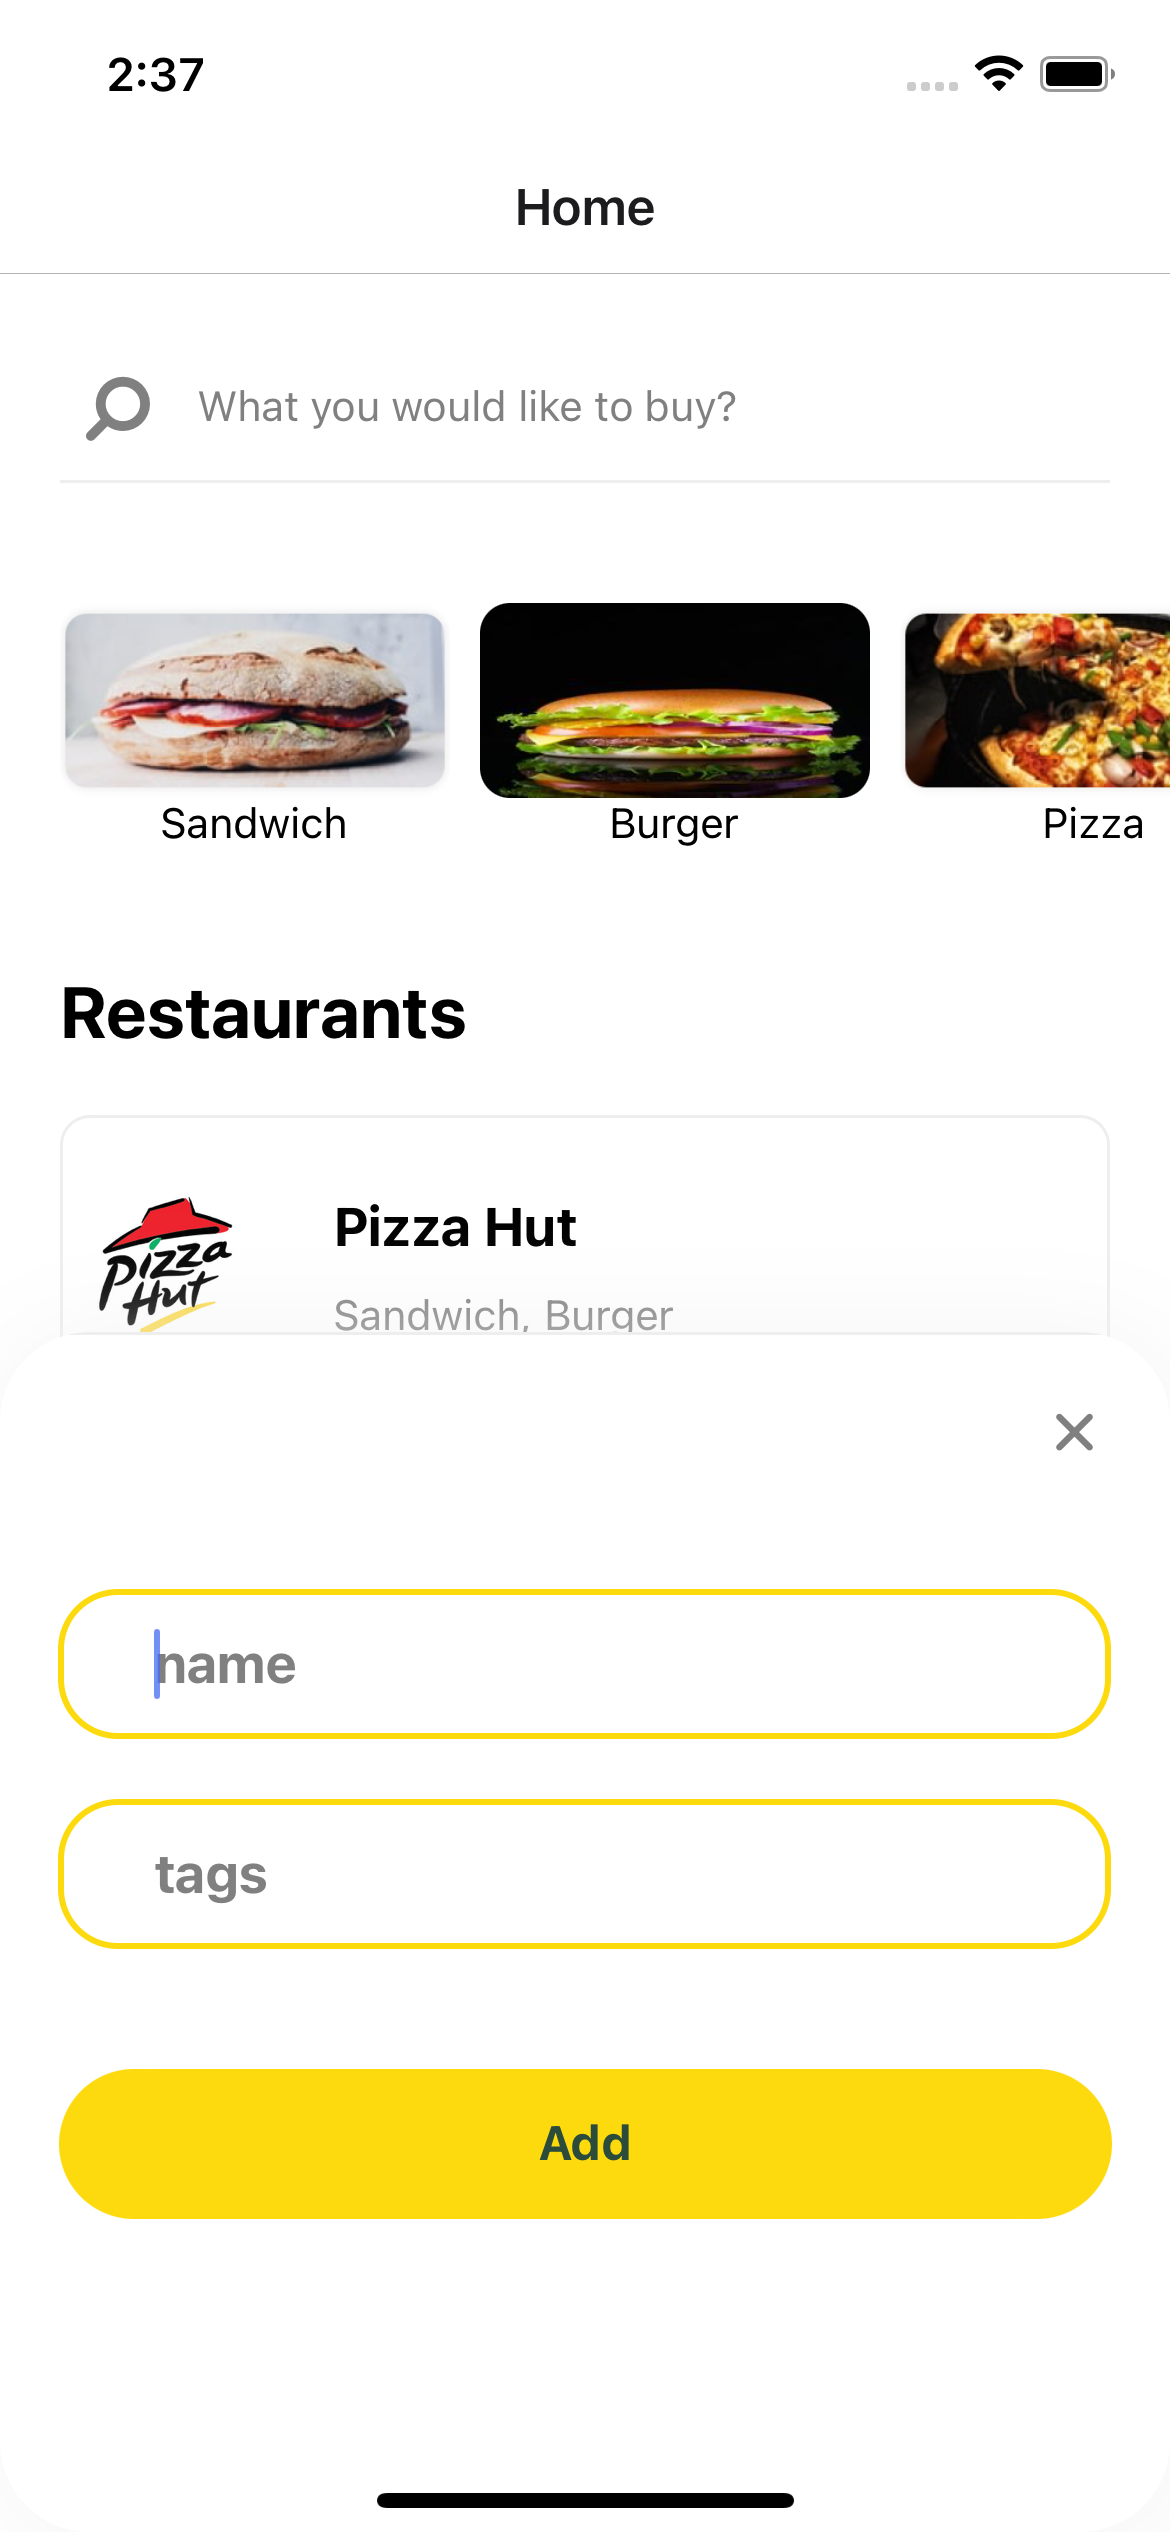 2:37
Home
What you would like to buy?
Sandwich
Burger
Pizza
Restaurants
Pizza Hut
Pizza
Hut
Sandwich, Burger
name
tags
Add